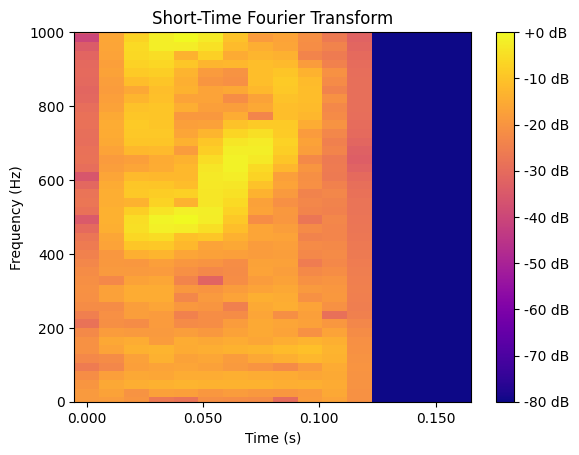 Short-Time Fourier Transform
1000
800
600
400
200
0
Frequency (Hz)
0.000
0.050
0.100
0.150
Time (s)
+0 dB
-10 dB
-20 dB
-30 dB
-40 dB
-50 dB
-60 dB
-70 dB
-80 dB